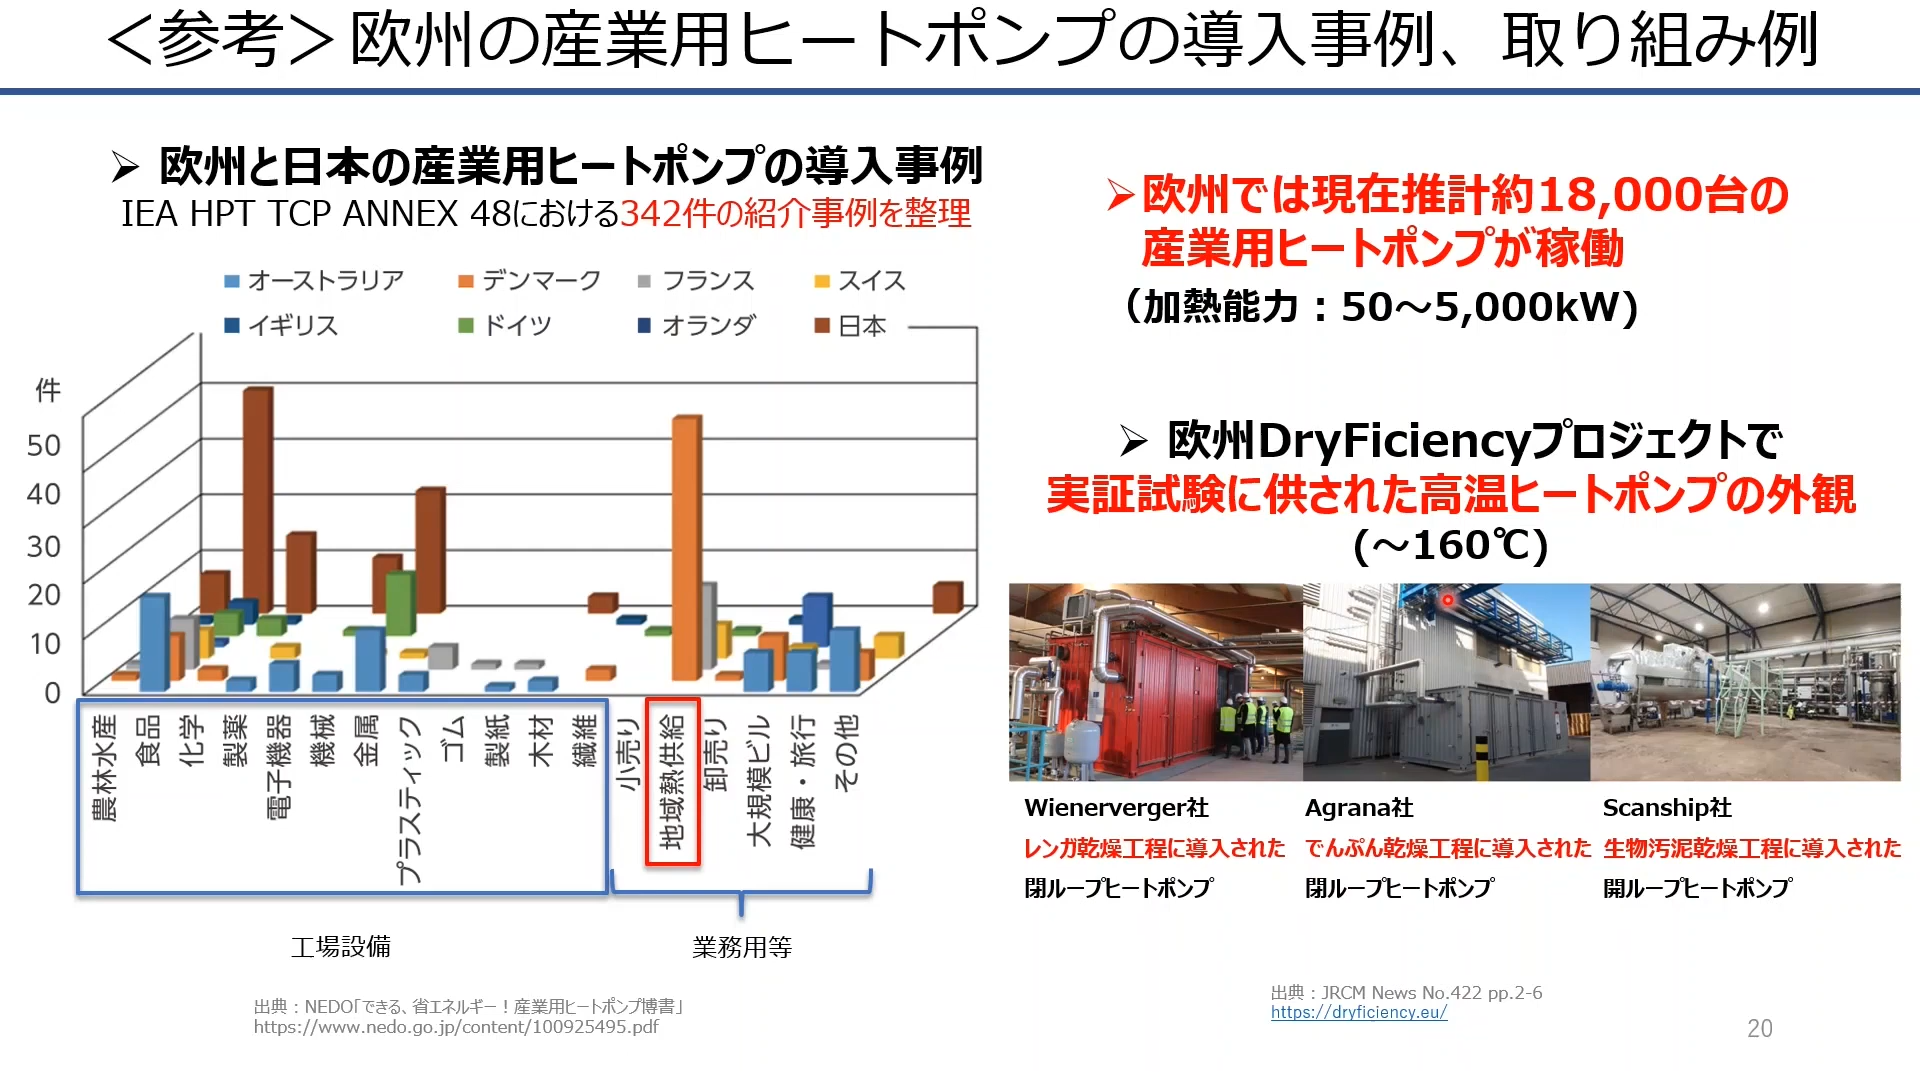 ＜参考＞欧州の産業用ヒートポンプの導入事例、取り組み例
➢ 欧州と日本の産業用ヒートポンプの導入事例
IEA HPT TCP ANNEX 48における342件の紹介事例を整理
オーストラリア
デンマーク
フランス
スイス
イギリス
ドイツ
オランダ
日本
件
50
40
30
20
10
0
農林水産
食品
化学
製薬
電子機器
機械
金属
プラスティック
ゴム
製紙
木材
繊維
小売り
地域熱供給
卸売り
大規模ビル
健康・旅行
その他
工場設備
業務用等
出典：NEDO「できる、省エネルギー！産業用ヒートポンプ博書」
https://www.nedo.go.jp/content/100925495.pdf
➢欧州では現在推計約18,000台の
産業用ヒートポンプが稼働
（加熱能力：50～5,000kW)
➢ 欧州DryFiciencyプロジェクトで
実証試験に供された高温ヒートポンプの外観
(～160℃)
Wienerverger社
レンガ乾燥工程に導入された
閉ループヒートポンプ
Agrana社
でんぷん乾燥工程に導入された
閉ループヒートポンプ
Scanship社
生物汚泥乾燥工程に導入された
開ループヒートポンプ
出典：JRCM News No.422 pp.2-6
https://dryficiency.eu/
20